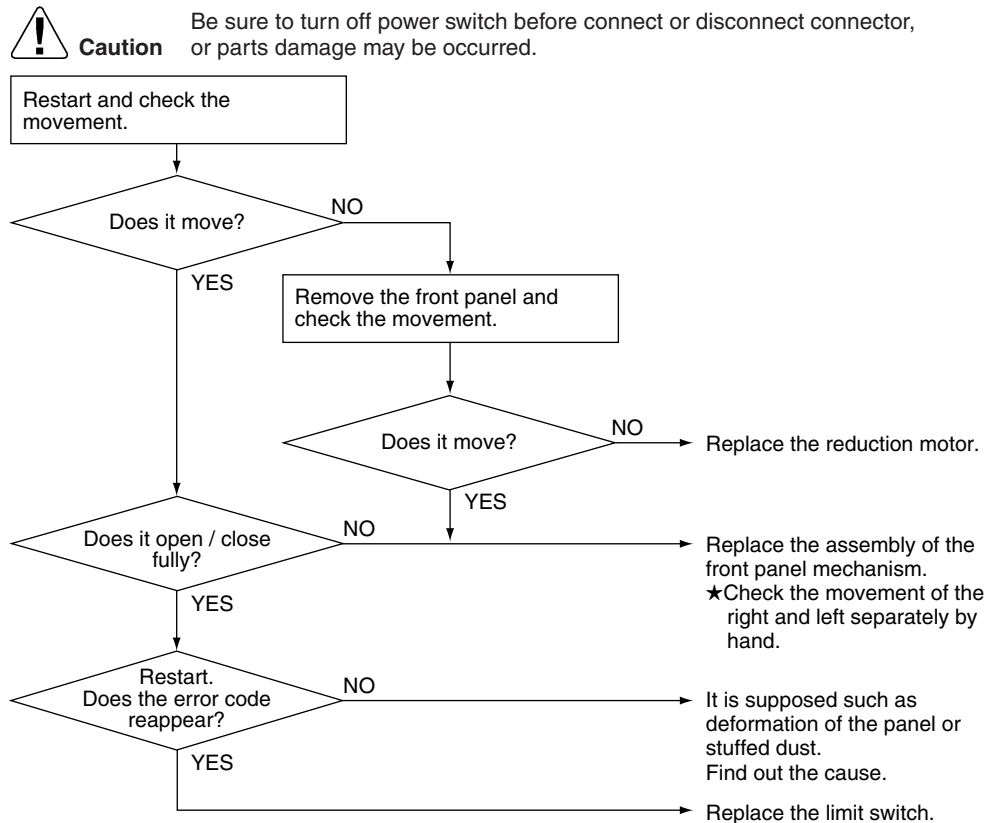 Be sure to turn off power switch before connect or disconnect connector,
Caution or parts damage may be occurred.
Restart and check the
movement.
Does it move?
NO
YES
Remove the front panel and
check the movement.
Does it move?
NO
Replace the reduction motor.
YES
Does it open / close
fully?
NO
Replace the assembly of the
front panel mechanism.
★Check the movement of the
right and left separately by
hand.
YES
Restart.
Does the error code
reappear?
NO
It is supposed such as
deformation of the panel or
stuffed dust.
Find out the cause.
YES
Replace the limit switch.